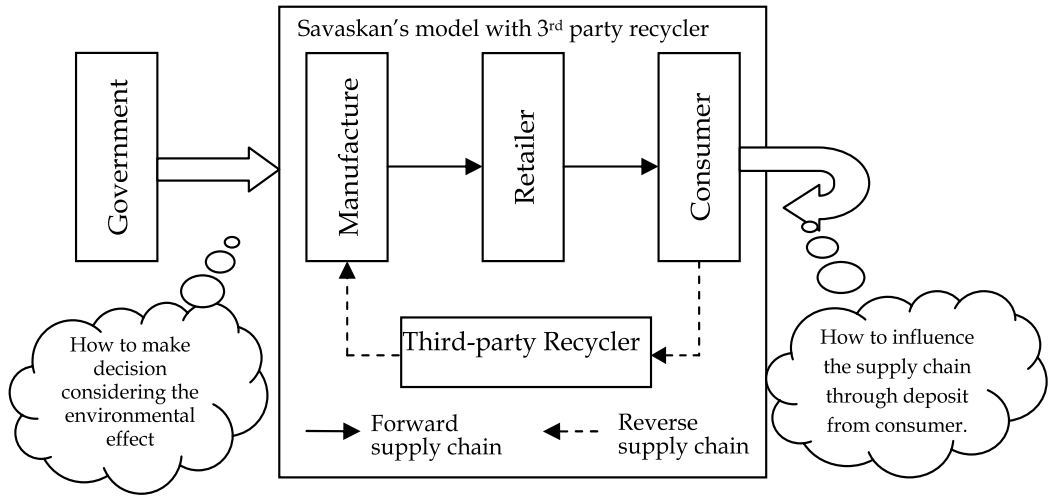 Savaskan's model with 3rd party recycler
Government
Manufacture
Retailer
Consumer
Third-party Recycler
How to make
decision
considering the
environmental
effect
How to influence
the supply chain
through deposit
from consumer.
Forward
supply chain
Reverse
supply chain